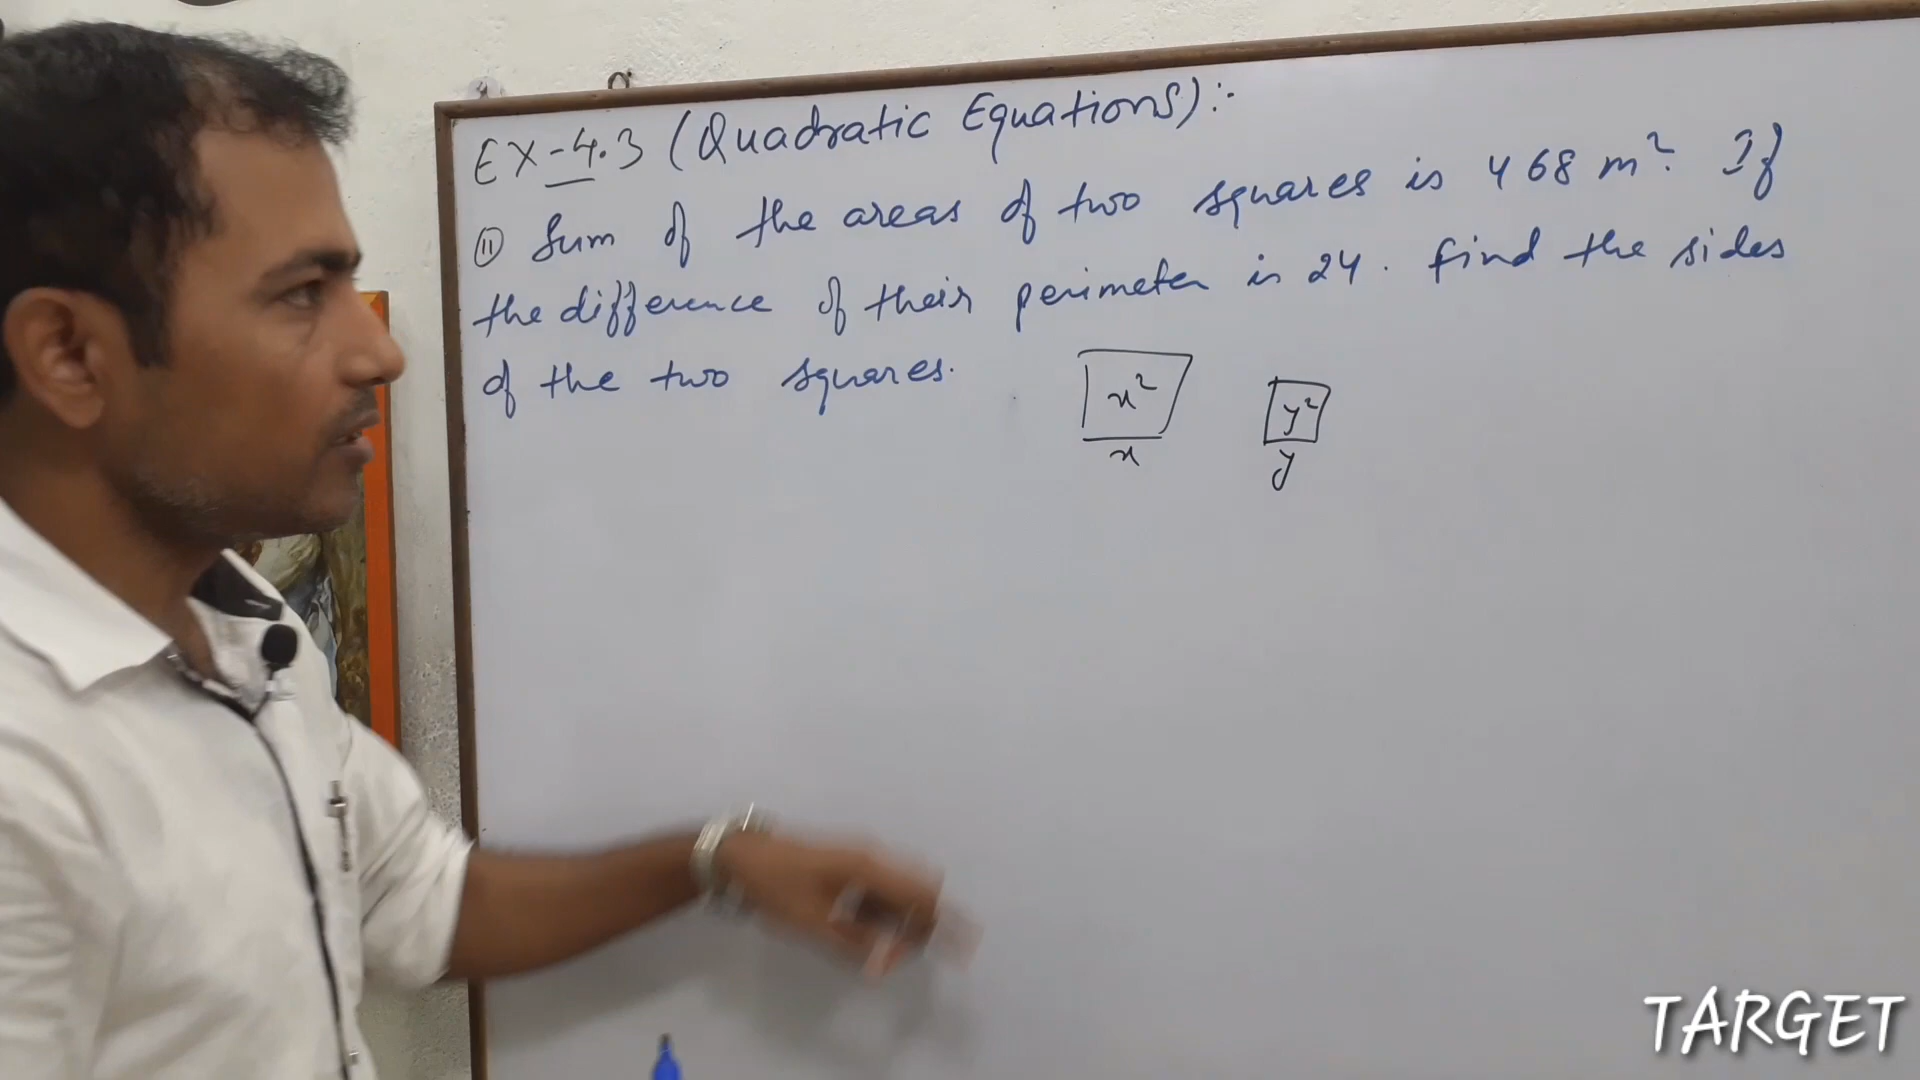 EX-4.3 (Quadratic Equations):-
⑪ Sum of the areas of two squares is 468 m². If
the difference of their perimeter is 24. find the sides
of the two squares.
x²
y²
x
y
TARGET